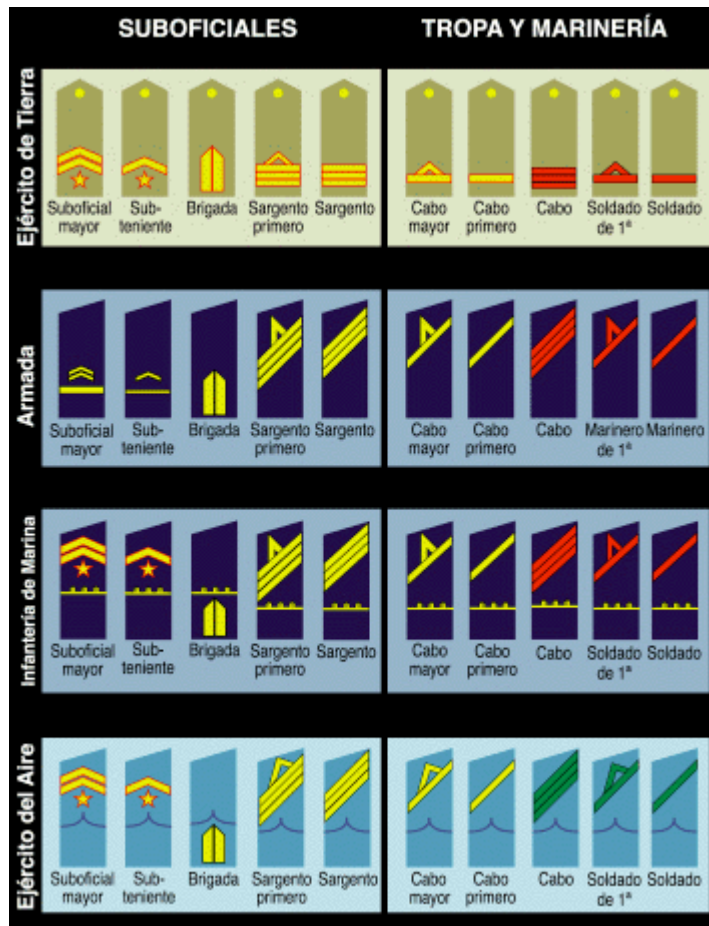 SUBOFICIALES
TROPA Y MARINERÍA
Ejército de Tierra
Suboficial mayor
Sub-teniente
Brigada
Sargento primero
Sargento
Cabo mayor
Cabo primero
Cabo
Soldado de 1ª
Soldado
Armada
Suboficial mayor
Sub-teniente
Brigada
Sargento primero
Sargento
Cabo mayor
Cabo primero
Cabo
Marinero de 1ª
Marinero
Infantería de Marina
Suboficial mayor
Sub-teniente
Brigada
Sargento primero
Sargento
Cabo mayor
Cabo primero
Cabo
Soldado de 1ª
Soldado
Ejército del Aire
Suboficial mayor
Sub-teniente
Brigada
Sargento primero
Sargento
Cabo mayor
Cabo primero
Cabo
Soldado de 1ª
Soldado